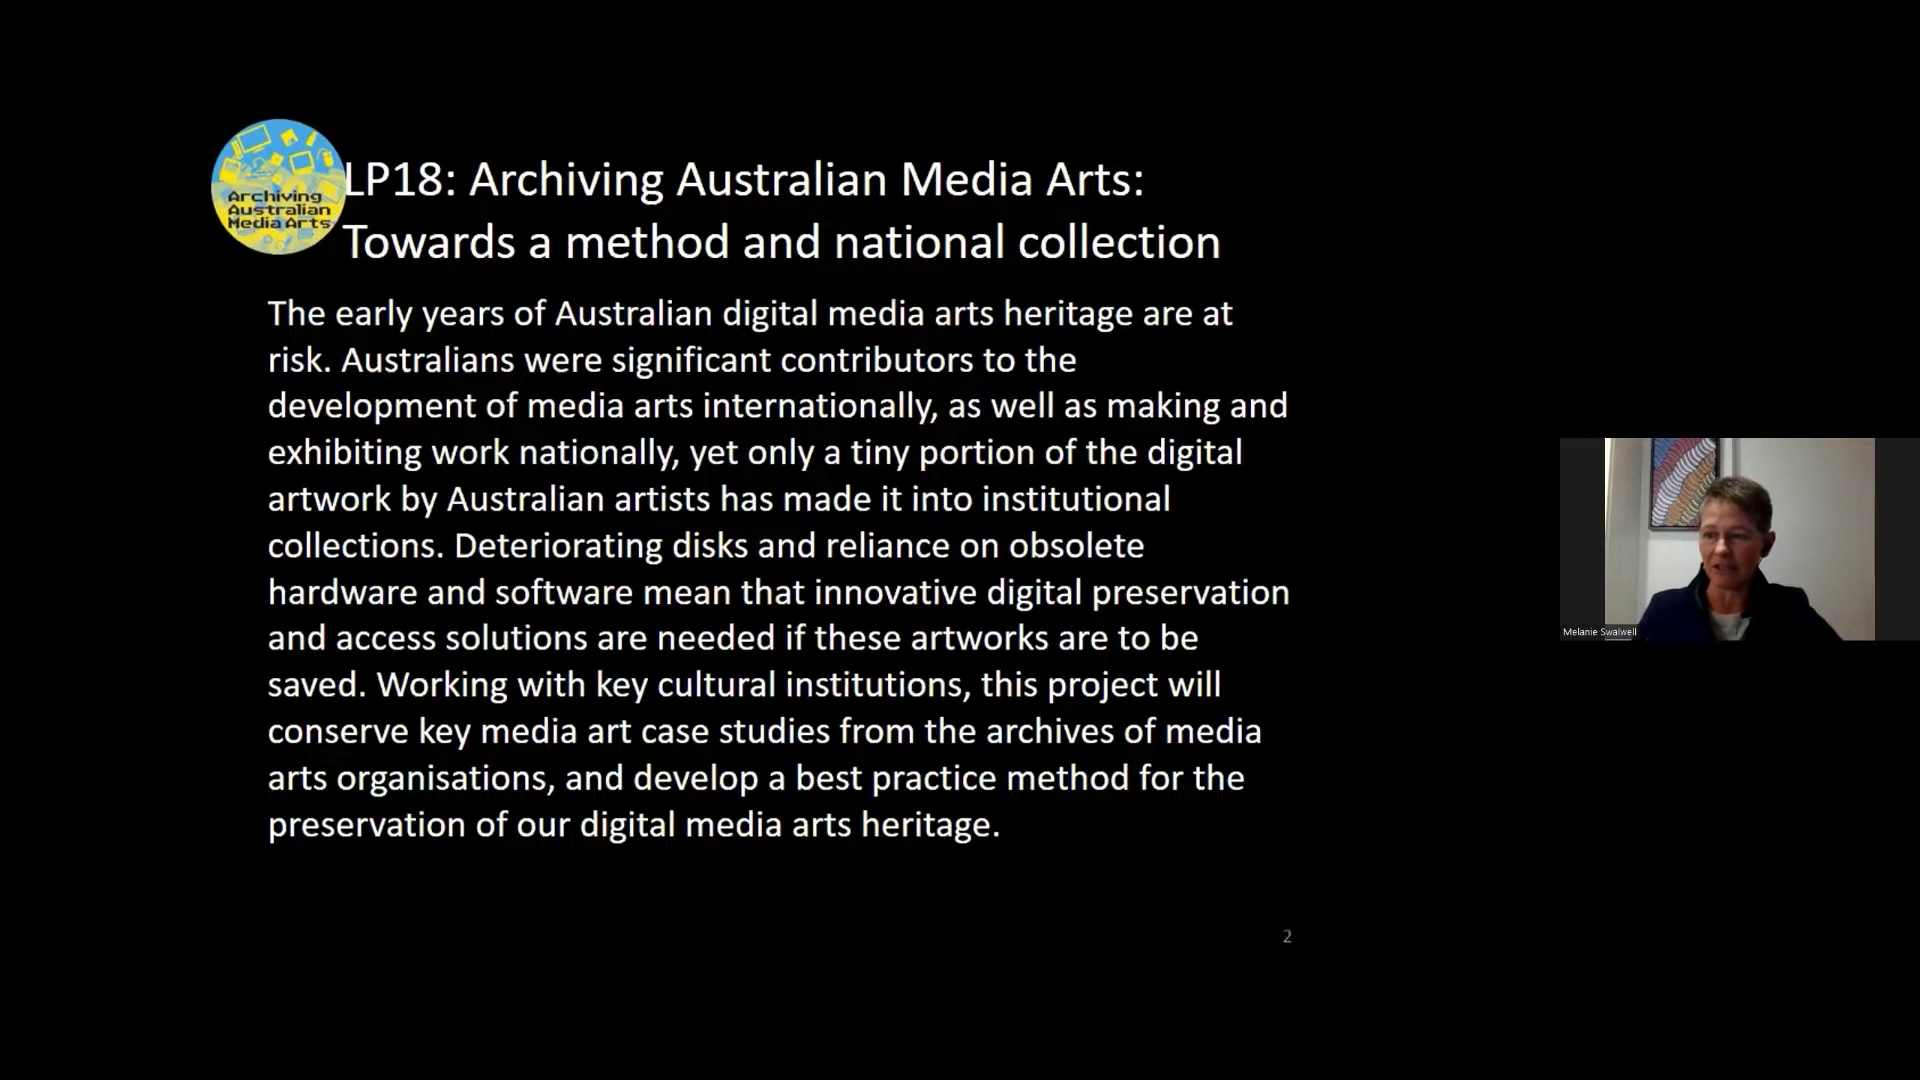 Archiving
Australian
Media Arts
LP18: Archiving Australian Media Arts:
Towards a method and national collection
The early years of Australian digital media arts heritage are at
risk. Australians were significant contributors to the
development of media arts internationally, as well as making and
exhibiting work nationally, yet only a tiny portion of the digital
artwork by Australian artists has made it into institutional
collections. Deteriorating disks and reliance on obsolete
hardware and software mean that innovative digital preservation
and access solutions are needed if these artworks are to be
saved. Working with key cultural institutions, this project will
conserve key media art case studies from the archives of media
arts organisations, and develop a best practice method for the
preservation of our digital media arts heritage.
2
Melanie Swalwell